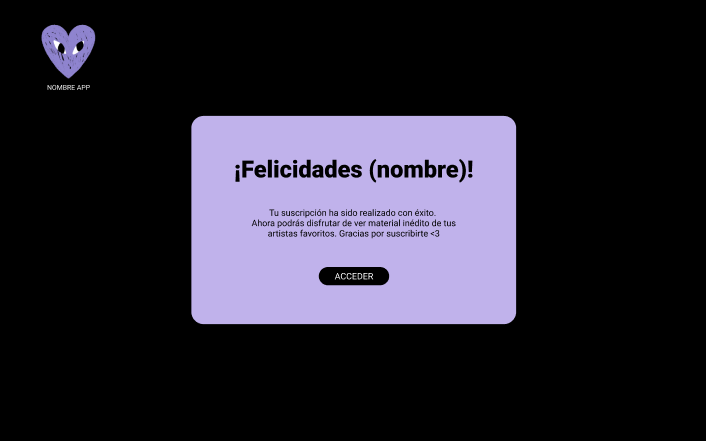 NOMBRE APP
¡Felicidades (nombre)!
Tu suscripción ha sido realizado con éxito.
Ahora podrás disfrutar de ver material inédito de tus
artistas favoritos. Gracias por suscribirte <3
ACCEDER